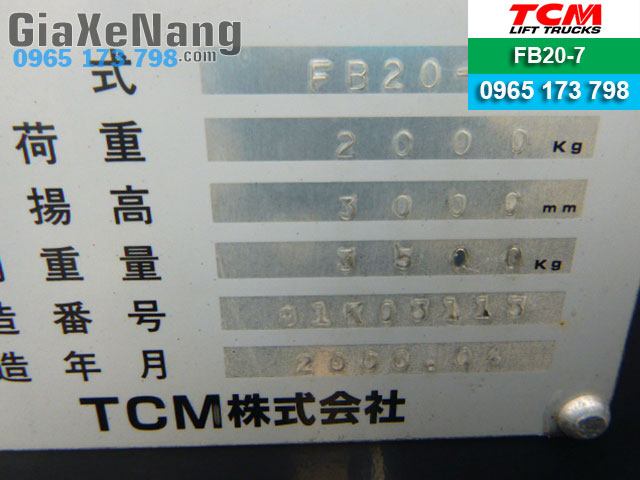 GiaXeNang
.com
0965 173 798
TCM
LIFT TRUCKS
FB20-7
0965 173 798
式 FB20-
荷重 2000 Kg
揚高 3000 mm
重量 3500 Kg
造番号 01K03113
造年月
TCM株式会社